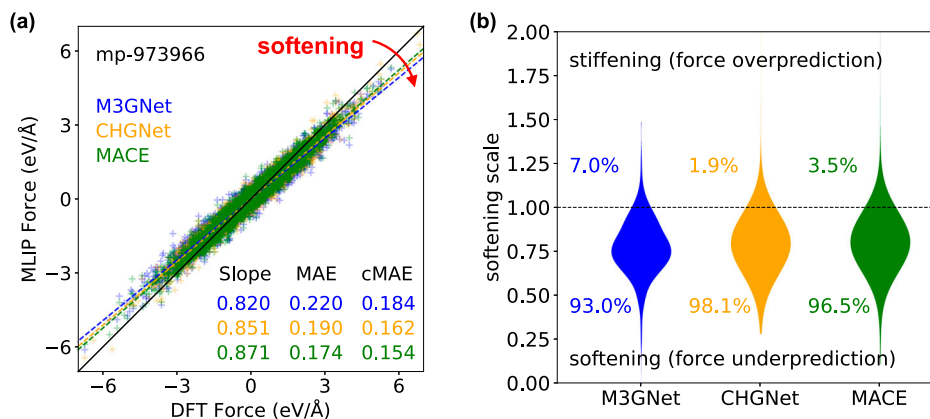 (a)
mp-973966
softening
M3GNet
CHGNet
MACE
Slope MAE cMAE
0.820 0.220 0.184
0.851 0.190 0.162
0.871 0.174 0.154
6
3
0
−3
−6
MLIP Force (eV/Å)
−6 −3 0 3 6
DFT Force (eV/Å)
(b)
2.00
1.75
1.50
1.25
1.00
0.75
0.50
0.25
0.00
softening scale
stiffening (force overprediction)
7.0% 1.9% 3.5%
93.0% 98.1% 96.5%
softening (force underprediction)
M3GNet CHGNet MACE